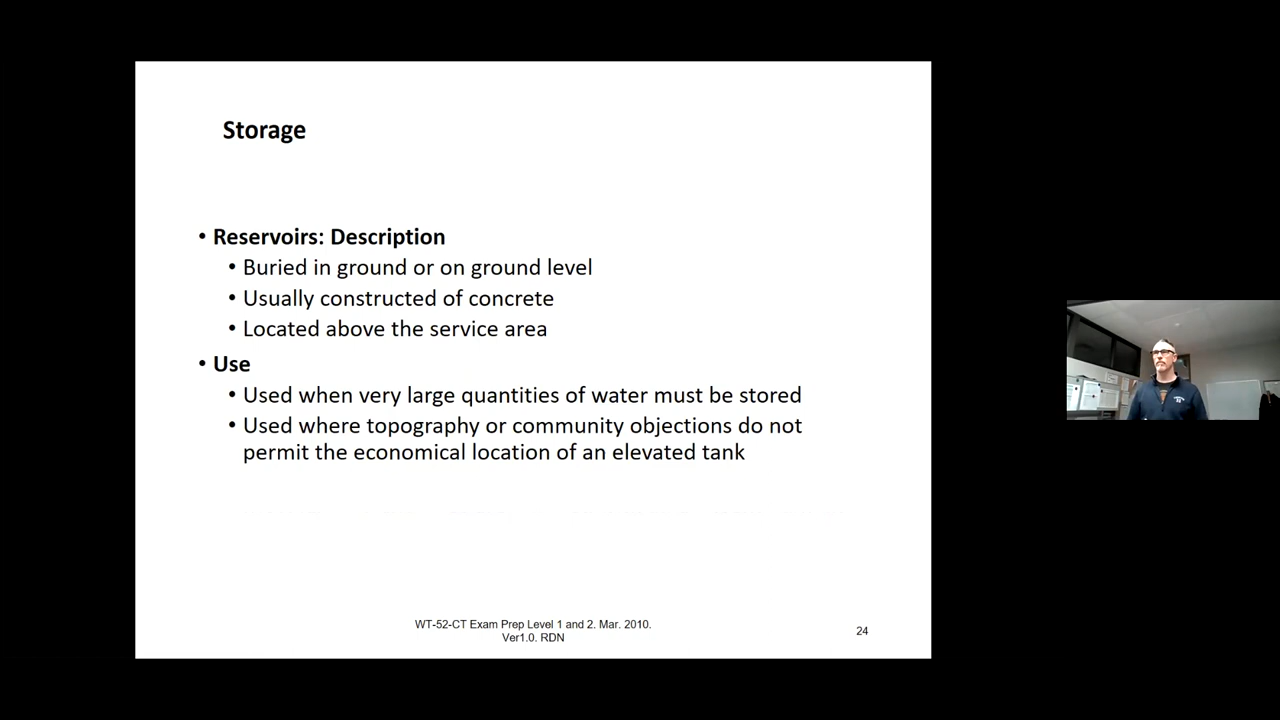 Storage
• Reservoirs: Description
• Buried in ground or on ground level
• Usually constructed of concrete
• Located above the service area
• Use
• Used when very large quantities of water must be stored
• Used where topography or community objections do not
permit the economical location of an elevated tank
WT-52-CT Exam Prep Level 1 and 2. Mar. 2010.
Ver1.0. RDN
24